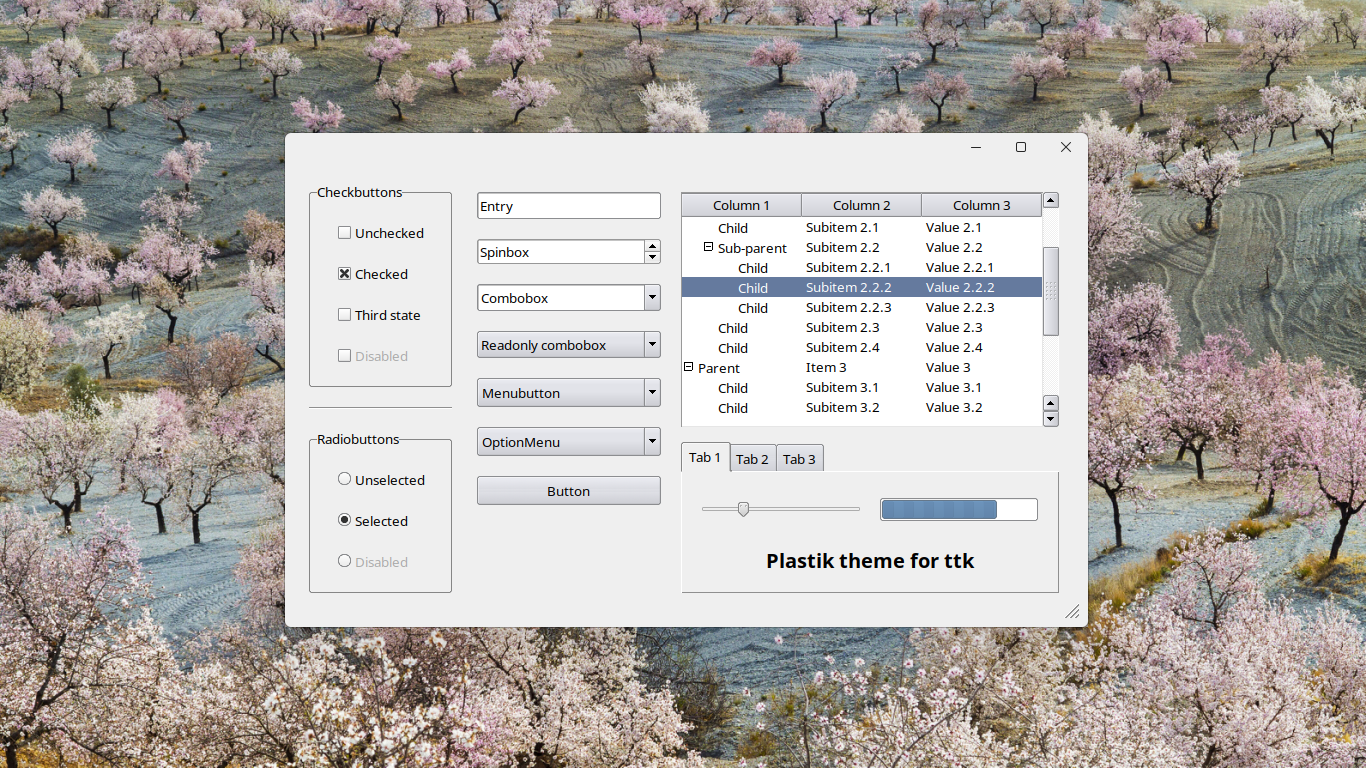 Checkbuttons
Unchecked
Checked
Third state
Disabled
Radiobuttons
Unselected
Selected
Disabled
Entry
Spinbox
Combobox
Readonly combobox
Menubutton
OptionMenu
Button
Column 1 Column 2 Column 3
Child Subitem 2.1 Value 2.1
Sub-parent Subitem 2.2 Value 2.2
Child Subitem 2.2.1 Value 2.2.1
Child Subitem 2.2.2 Value 2.2.2
Child Subitem 2.2.3 Value 2.2.3
Child Subitem 2.3 Value 2.3
Child Subitem 2.4 Value 2.4
Parent Item 3 Value 3
Child Subitem 3.1 Value 3.1
Child Subitem 3.2 Value 3.2
Tab 1 Tab 2 Tab 3
Plastik theme for ttk